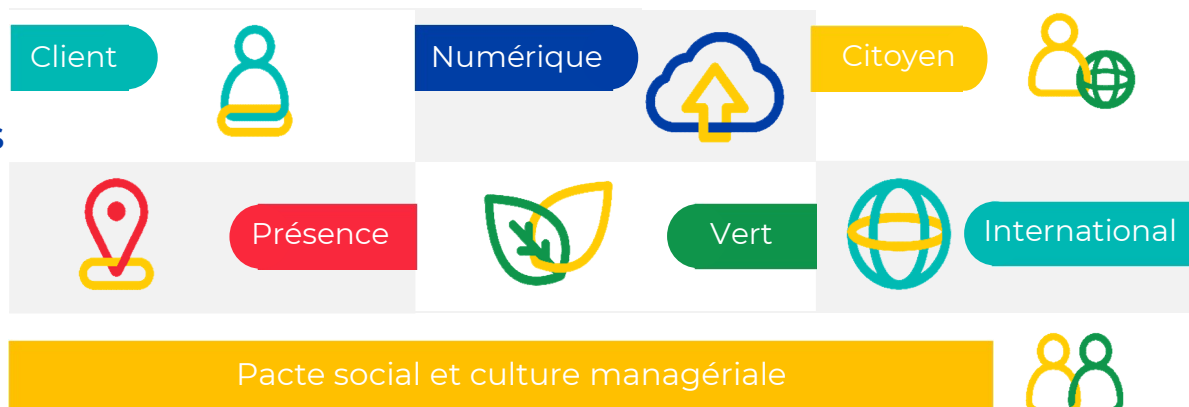 Client
Numérique
Citoyen
Présence
Vert
International
Pacte social et culture managériale